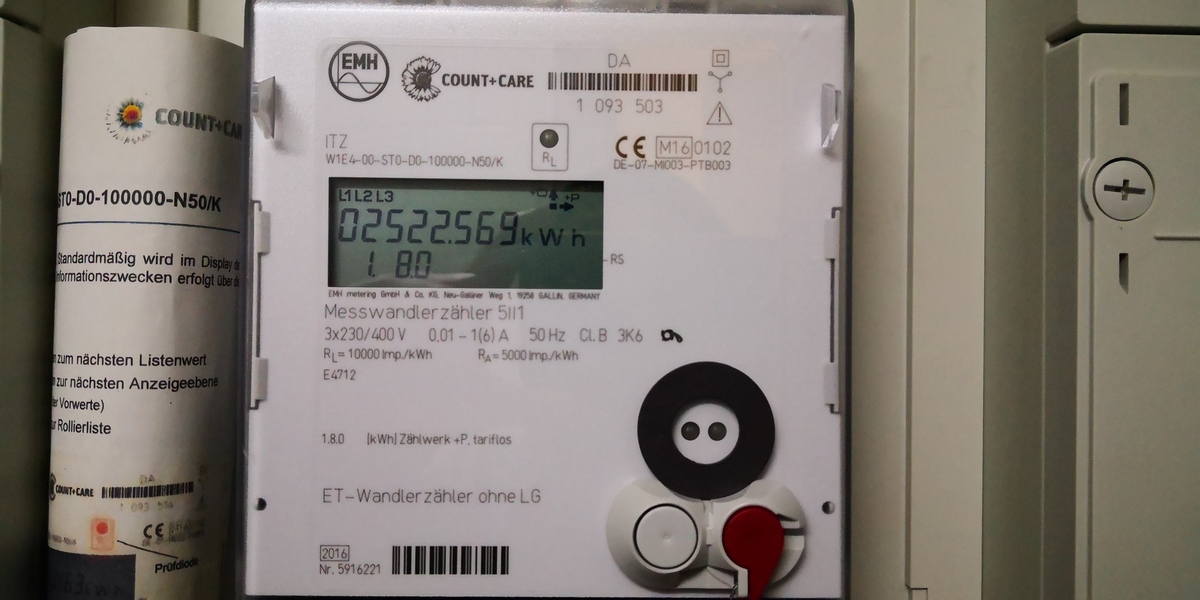 COUNT+CAR
ST0-D0-100000-N50/K
Standardmäßig wird im Display
nformationszwecken erfolgt über
zum nächsten Listenwert
zur nächsten Anzeigeebene
Vorwerte)
Rollierliste
DA
COUNT+CARE
1 093
CE
Prüfdiode
EMH
COUNT+CARE
DA
1 093 503
ITZ
W1E4-00-ST0-D0-100000-N50/K
RL
CE M16 0102
DE-07-MI003-PTB003
L1 L2 L3
+P
02522.569 kWh
1.8.0
RS
EMH metering GmbH & Co. KG, Neu-Galliner Weg 1, 19258 GALLIN, GERMANY
Messwandlerzähler 5II1
3x230/400 V 0,01 – 1(6) A 50 Hz Cl. B 3K6
RL= 10000 Imp./kWh RA= 5000 Imp./kWh
E4712
1.8.0 [kWh] Zählwerk +P, tariflos
ET-Wandlerzähler ohne LG
2016
Nr. 5916221